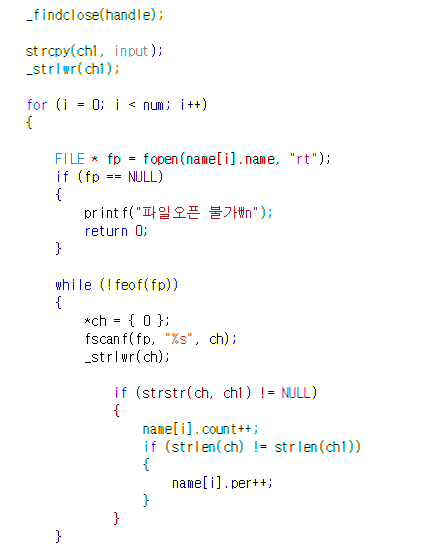 _findclose(handle);
strcpy(ch1, input);
_strlwr(ch1);
for (i = 0; i < num; i++)
{
FILE * fp = fopen(name[i].name, "rt");
if (fp == NULL)
{
printf("파일오픈 불가₩n");
return 0;
}
while (!feof(fp))
{
*ch = { 0 };
fscanf(fp, "%s", ch);
_strlwr(ch);
if (strstr(ch, ch1) != NULL)
{
name[i].count++;
if (strlen(ch) != strlen(ch1))
{
name[i].per++;
}
}
}